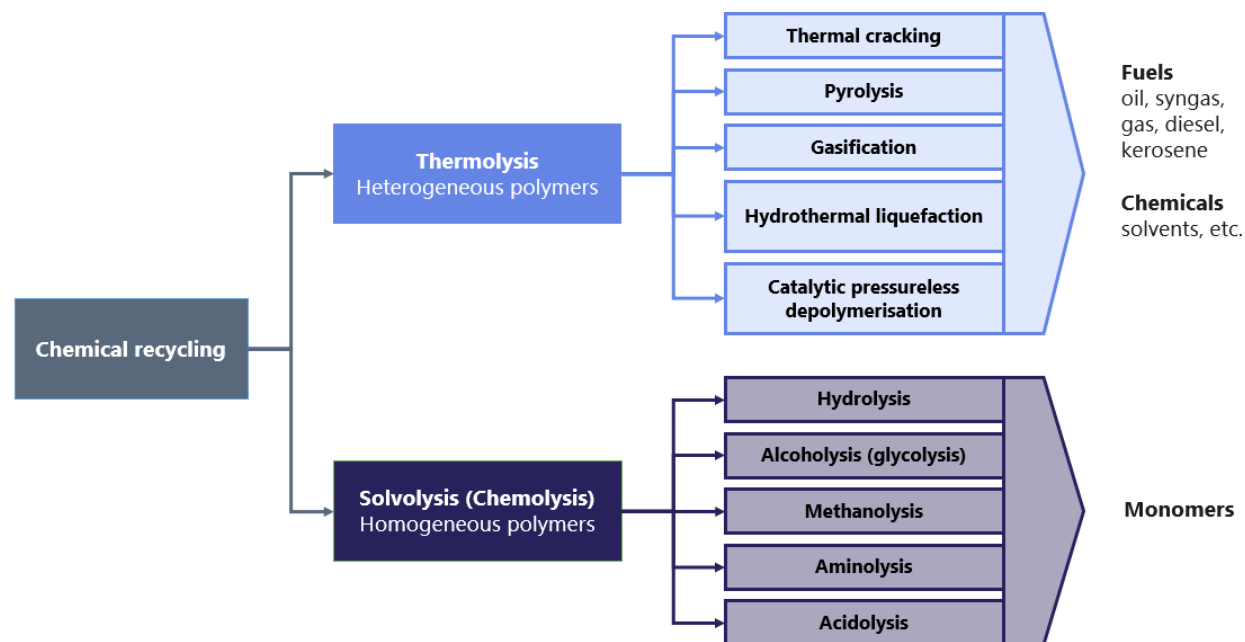 Chemical recycling
Thermolysis
Heterogeneous polymers
Thermal cracking
Pyrolysis
Gasification
Hydrothermal liquefaction
Catalytic pressureless
depolymerisation
Fuels
oil, syngas,
gas, diesel,
kerosene
Chemicals
solvents, etc.
Solvolysis (Chemolysis)
Homogeneous polymers
Hydrolysis
Alcoholysis (glycolysis)
Methanolysis
Aminolysis
Acidolysis
Monomers